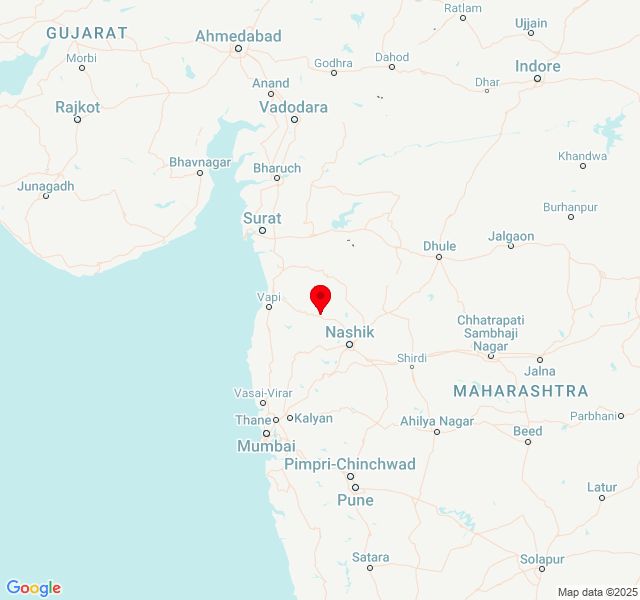 Ratlam
Ujjain
GUJARAT
Ahmedabad
Morbi
Godhra
Dahod
Indore
Anand
Dhar
Rajkot
Vadodara
Khandwa
Bhavnagar
Bharuch
Junagadh
Burhanpur
Surat
Jalgaon
Dhule
Vapi
Chhatrapati
Sambhaji
Nagar
Nashik
Shirdi
Jalna
MAHARASHTRA
Vasai-Virar
Parbhani
Thane
Kalyan
Ahilya Nagar
Beed
Mumbai
Pimpri-Chinchwad
Latur
Pune
Satara
Solapur
Google
Map data ©2025